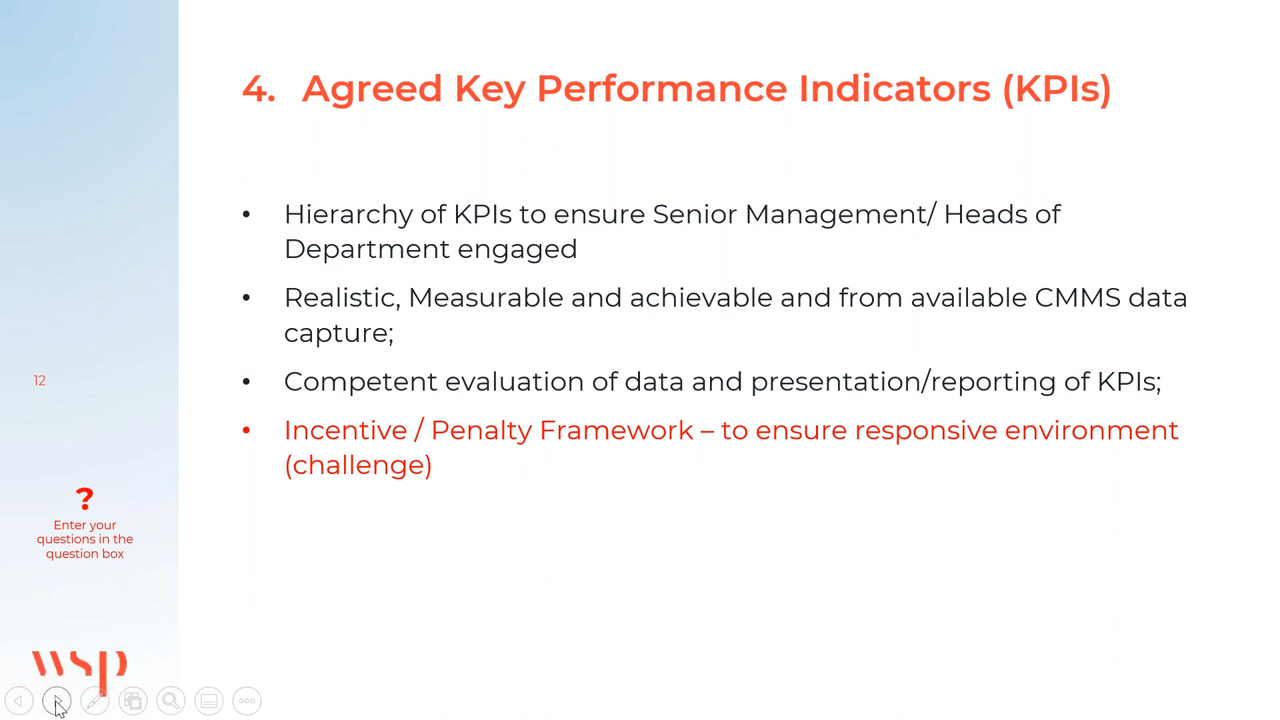 4. Agreed Key Performance Indicators (KPIs)
• Hierarchy of KPIs to ensure Senior Management/ Heads of
Department engaged
• Realistic, Measurable and achievable and from available CMMS data
capture;
• Competent evaluation of data and presentation/reporting of KPIs;
• Incentive / Penalty Framework – to ensure responsive environment
(challenge)
12
?
Enter your
questions in the
question box
wsp